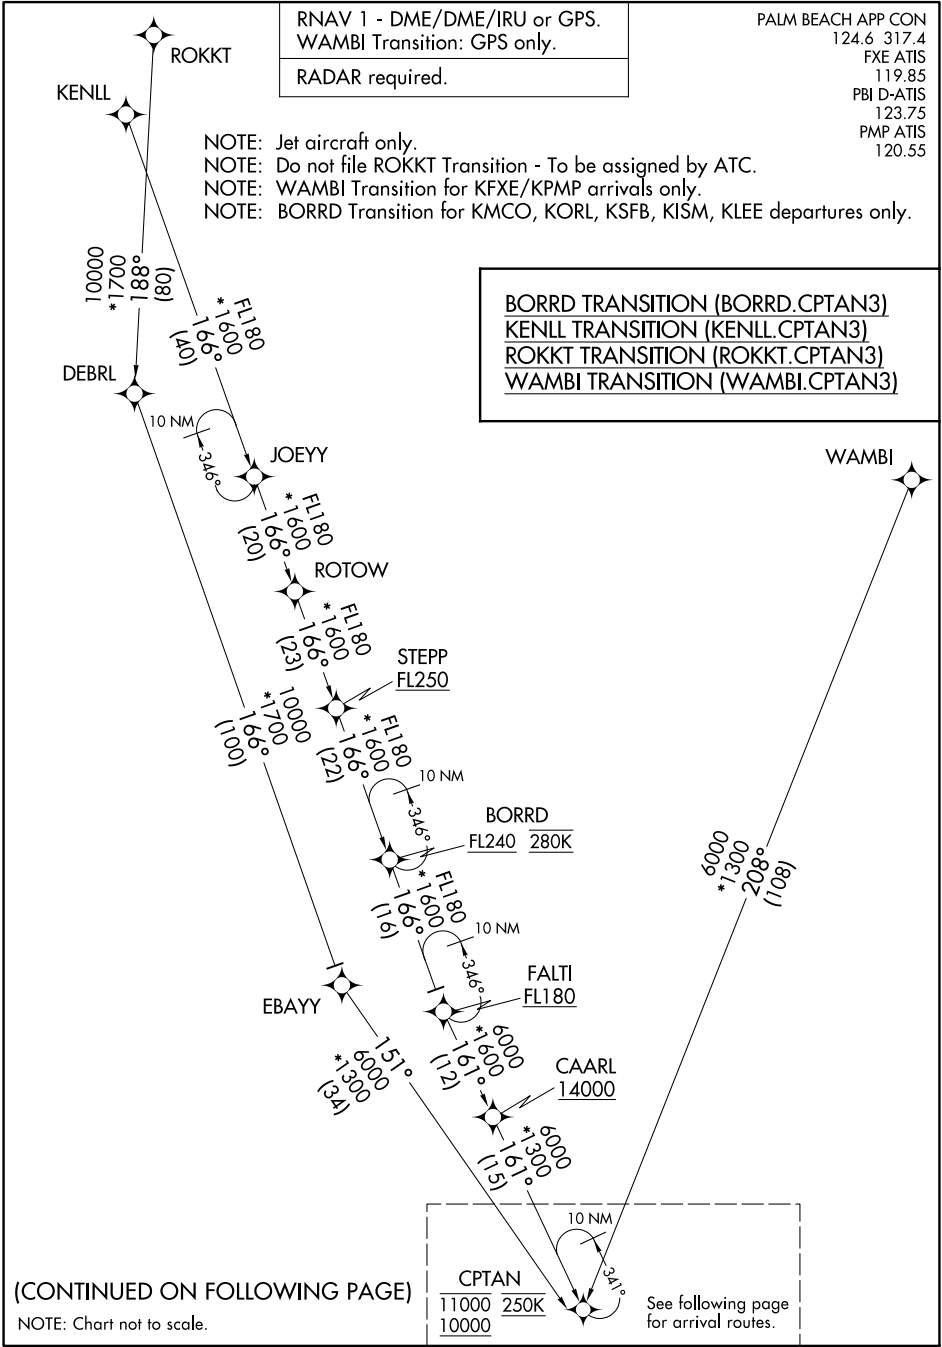 RNAV 1 - DME/DME/IRU or GPS.
WAMBI Transition: GPS only.
RADAR required.
PALM BEACH APP CON
124.6 317.4
FXE ATIS
119.85
PBI D-ATIS
123.75
PMP ATIS
120.55
ROKKT
KENLL
NOTE: Jet aircraft only.
NOTE: Do not file ROKKT Transition - To be assigned by ATC.
NOTE: WAMBI Transition for KFXE/KPMP arrivals only.
NOTE: BORRD Transition for KMCO, KORL, KSFB, KISM, KLEE departures only.
10000
*1700
188°
(80)
FL180
*1600
166°
(40)
BORRD TRANSITION (BORRD.CPTAN3)
KENLL TRANSITION (KENLL.CPTAN3)
ROKKT TRANSITION (ROKKT.CPTAN3)
WAMBI TRANSITION (WAMBI.CPTAN3)
DEBRL
10 NM
346°
JOEYY
WAMBI
FL180
*1600
166°
(20)
ROTOW
FL180
*1600
166°
(23)
STEPP
FL250
10000
*1700
166°
(100)
FL180
*1600
166°
(22)
10 NM
346°
BORRD
FL240 280K
6000
*1300
208°
(108)
FL180
*1600
166°
(16)
10 NM
346°
FALTI
FL180
EBAYY
151°
6000
*1300
(34)
6000
*1600
161°
(12)
CAARL
14000
6000
*1300
161°
(15)
10 NM
341°
CPTAN
11000 250K
10000
See following page
for arrival routes.
(CONTINUED ON FOLLOWING PAGE)
NOTE: Chart not to scale.